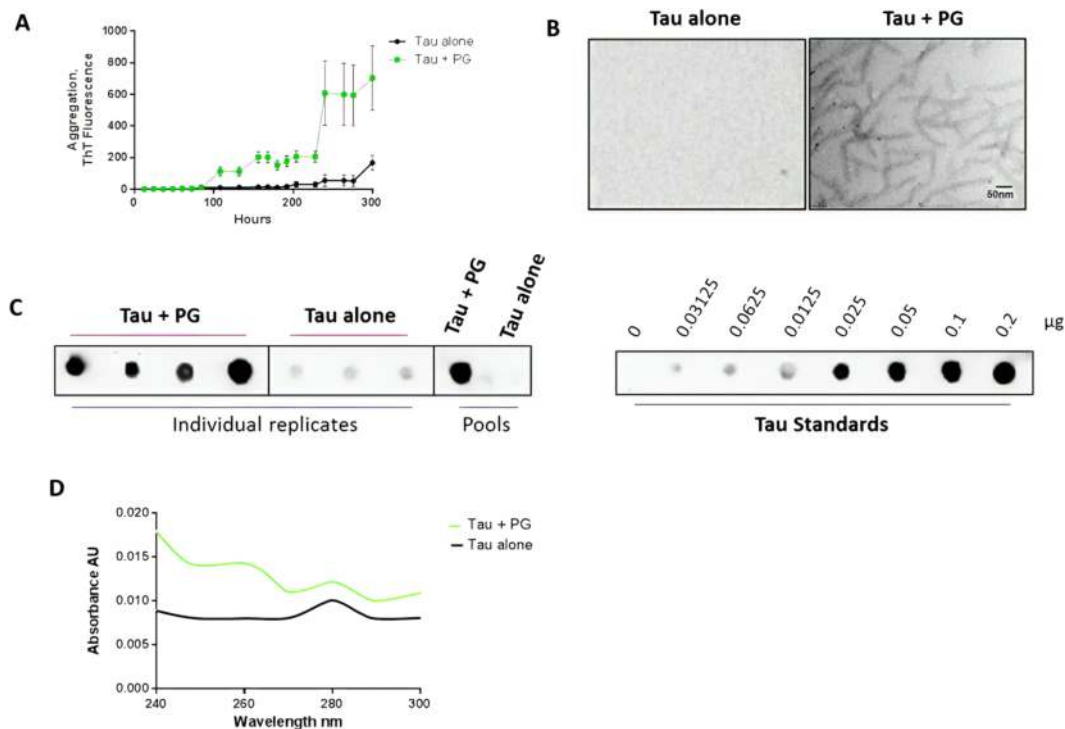 A
Aggregation,
ThT Fluorescence
1000
800
600
400
200
0
0
100
200
300
Hours
Tau alone
Tau + PG
B
Tau alone
Tau + PG
50nm
C
Tau + PG
Tau alone
Tau + PG
Tau alone
Individual replicates
Pools
0
0.03125
0.0625
0.0125
0.025
0.05
0.1
0.2
µg
Tau Standards
D
Absorbance AU
0.020
0.015
0.010
0.005
0.000
240
260
280
300
Wavelength nm
Tau + PG
Tau alone